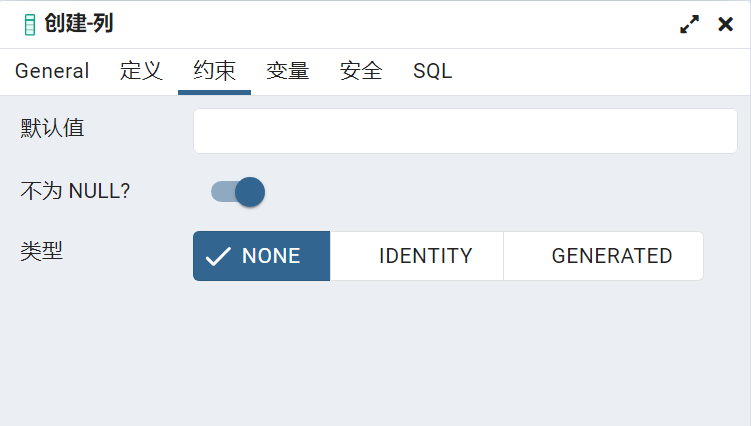 创建-列
General 定义 约束 变量 安全 SQL
默认值
不为 NULL?
类型 NONE IDENTITY GENERATED